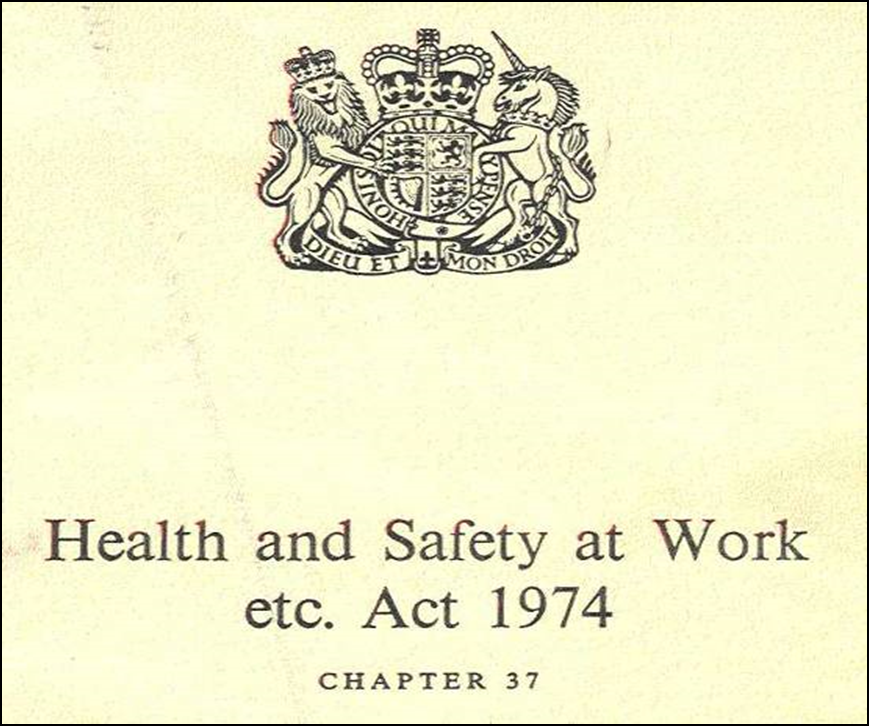 DIEU ET MON DROIT
Health and Safety at Work
etc. Act 1974
CHAPTER 37